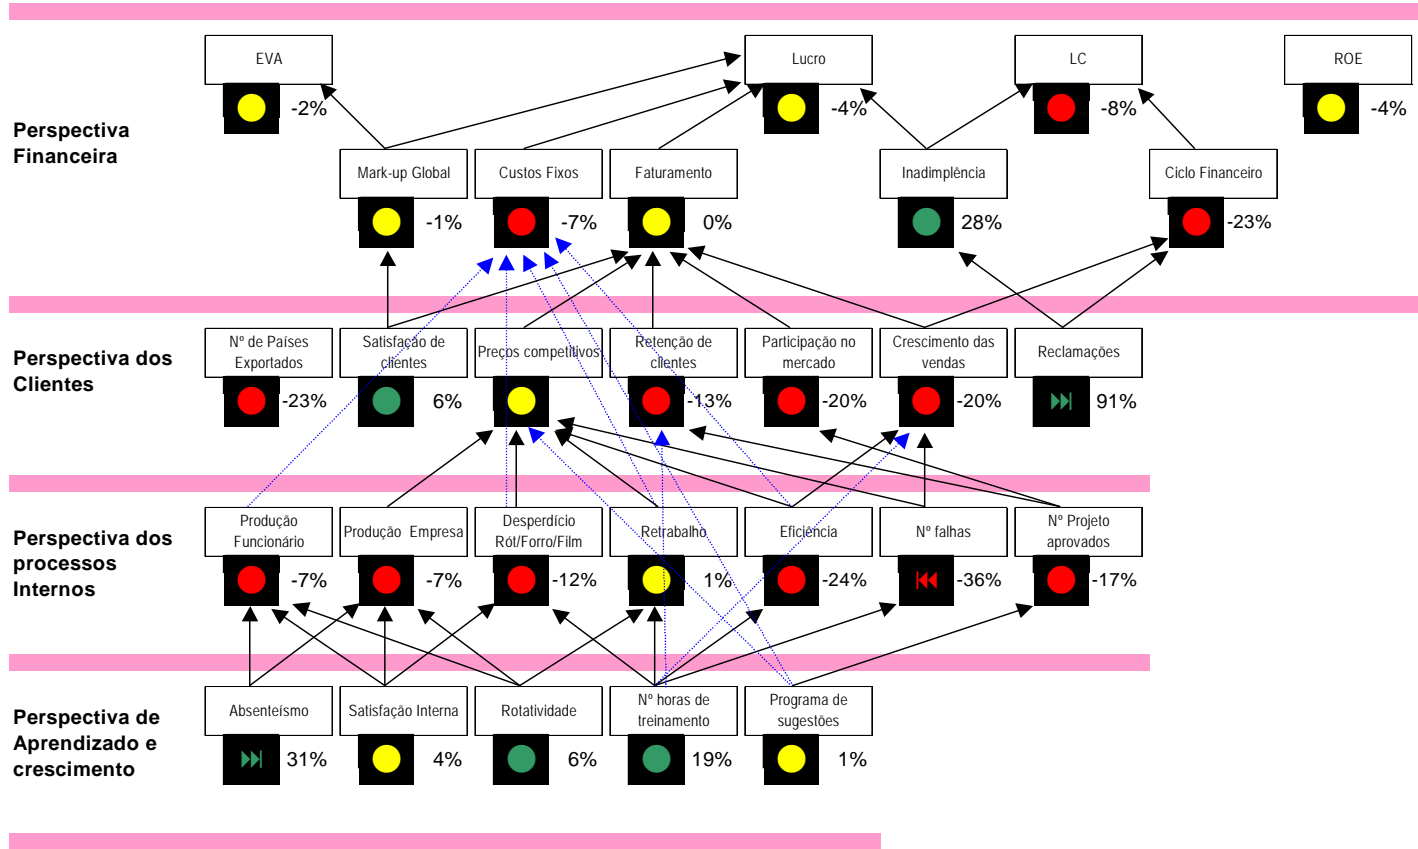 EVA
Lucro
LC
ROE
-2%
-4%
-8%
-4%
Perspectiva
Financeira
Mark-up Global
Custos Fixos
Faturamento
Inadimplência
Ciclo Financeiro
-1%
-7%
0%
28%
-23%
Perspectiva dos
Clientes
Nº de Países
Exportados
Satisfação de
clientes
Preços competitivos
Retenção de
clientes
Participação no
mercado
Crescimento das
vendas
Reclamações
-23%
6%
-13%
-20%
-20%
91%
Perspectiva dos
processos
Internos
Produção
Funcionário
Produção Empresa
Desperdício
Rót/Forro/Film
Retrabalho
Eficiência
Nº falhas
Nº Projeto
aprovados
-7%
-7%
-12%
1%
-24%
-36%
-17%
Perspectiva de
Aprendizado e
crescimento
Absenteísmo
Satisfação Interna
Rotatividade
Nº horas de
treinamento
Programa de
sugestões
31%
4%
6%
19%
1%